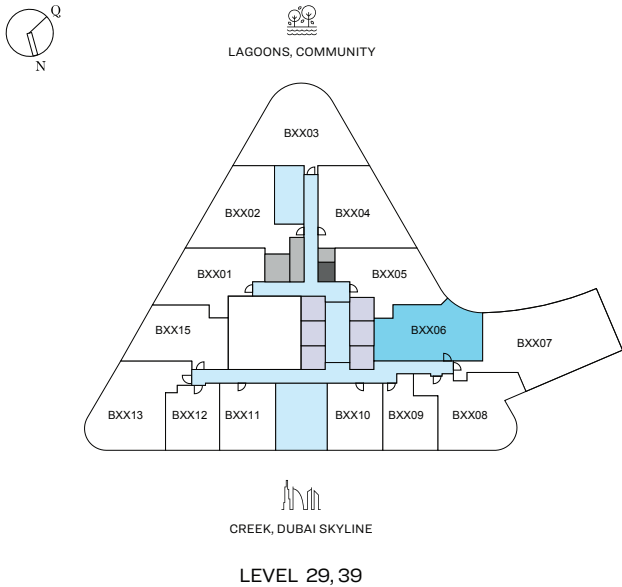 Q
N
LAGOONS, COMMUNITY
BXX03
BXX02
BXX04
BXX01
BXX05
BXX15
BXX06
BXX07
BXX13
BXX12
BXX11
BXX10
BXX09
BXX08
CREEK, DUBAI SKYLINE
LEVEL 29, 39